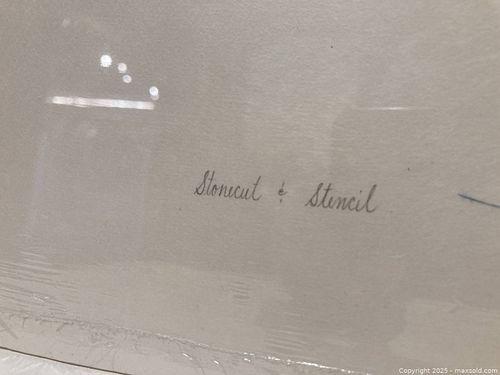 Stonecut & Stencil
Copyright 2025 - maxsold.com